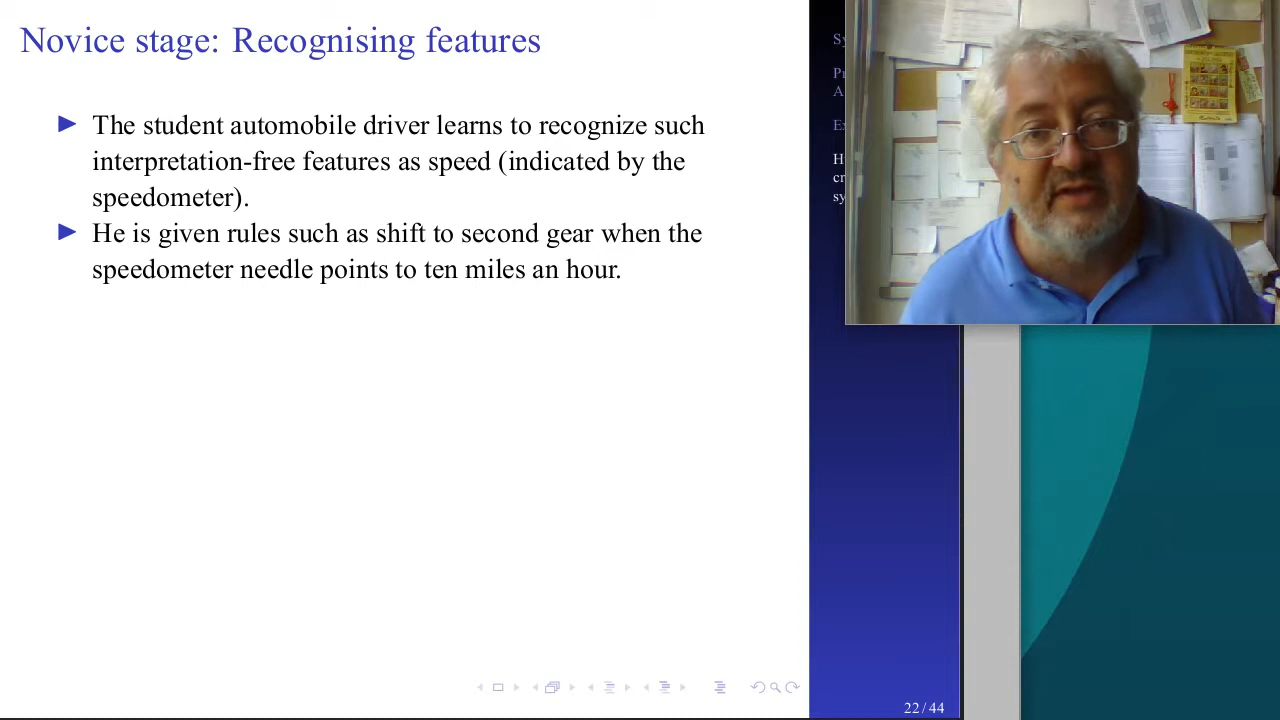 Novice stage: Recognising features
The student automobile driver learns to recognize such
interpretation-free features as speed (indicated by the
speedometer).
He is given rules such as shift to second gear when the
speedometer needle points to ten miles an hour.
22 / 44